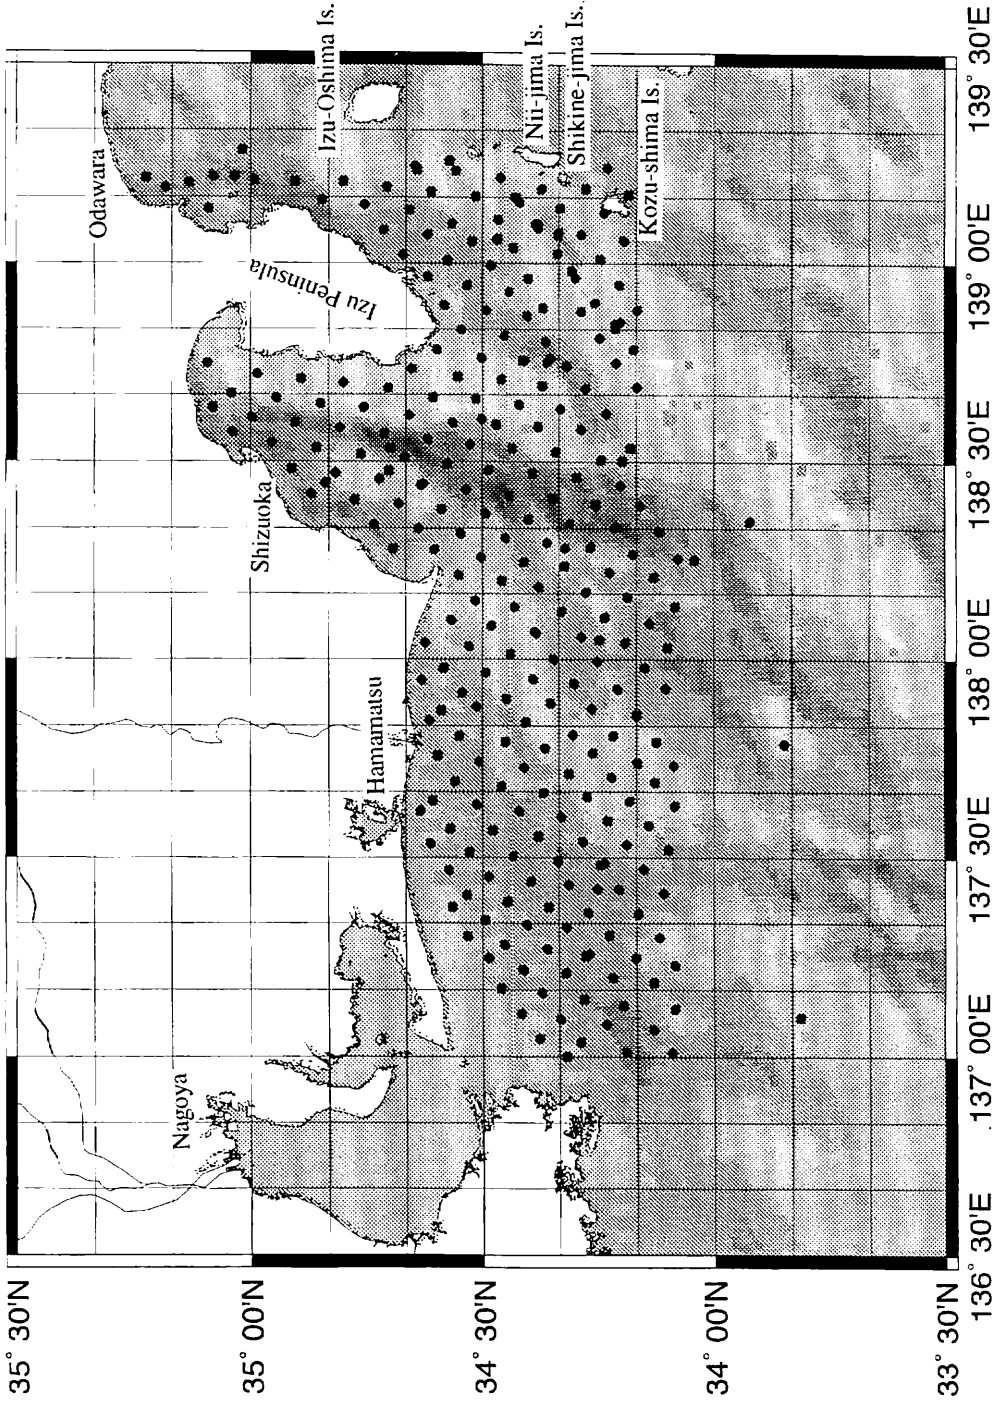 35° 30'N
35° 00'N
34° 30'N
34° 00'N
33° 30'N
136° 30'E
137° 00'E
137° 30'E
138° 00'E
138° 30'E
139° 00'E
139° 30'E
Nagoya
Hamamatsu
Shizuoka
Izu Peninsula
Odawara
Izu-Oshima Is.
Nii-jima Is.
Shikine-jima Is.
Kozu-shima Is.